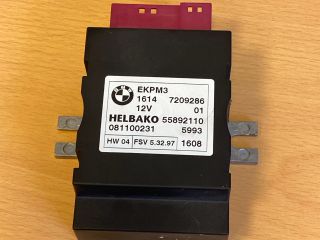 EKPM3
1614 7209286
12V 01
HELBAKO 55892110
081100231 5993
HW 04 FSV 5.32.97 1608